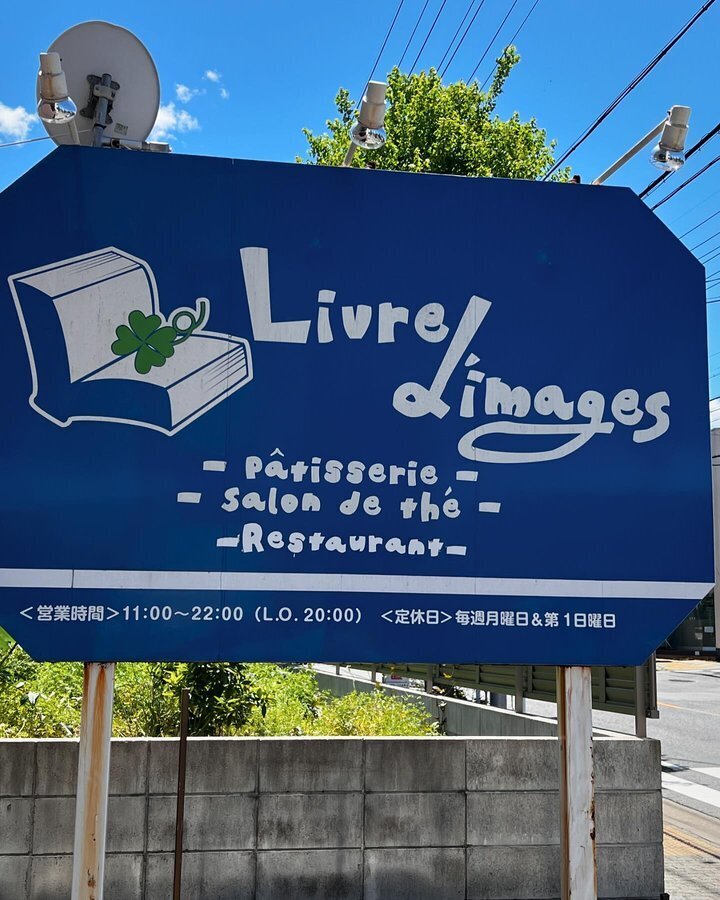 Livre
d'images
- Pâtisserie -
- salon de thé -
-Restaurant-
<営業時間>11:00～22:00 (L.O. 20:00) <定休日>毎週月曜日&第1日曜日